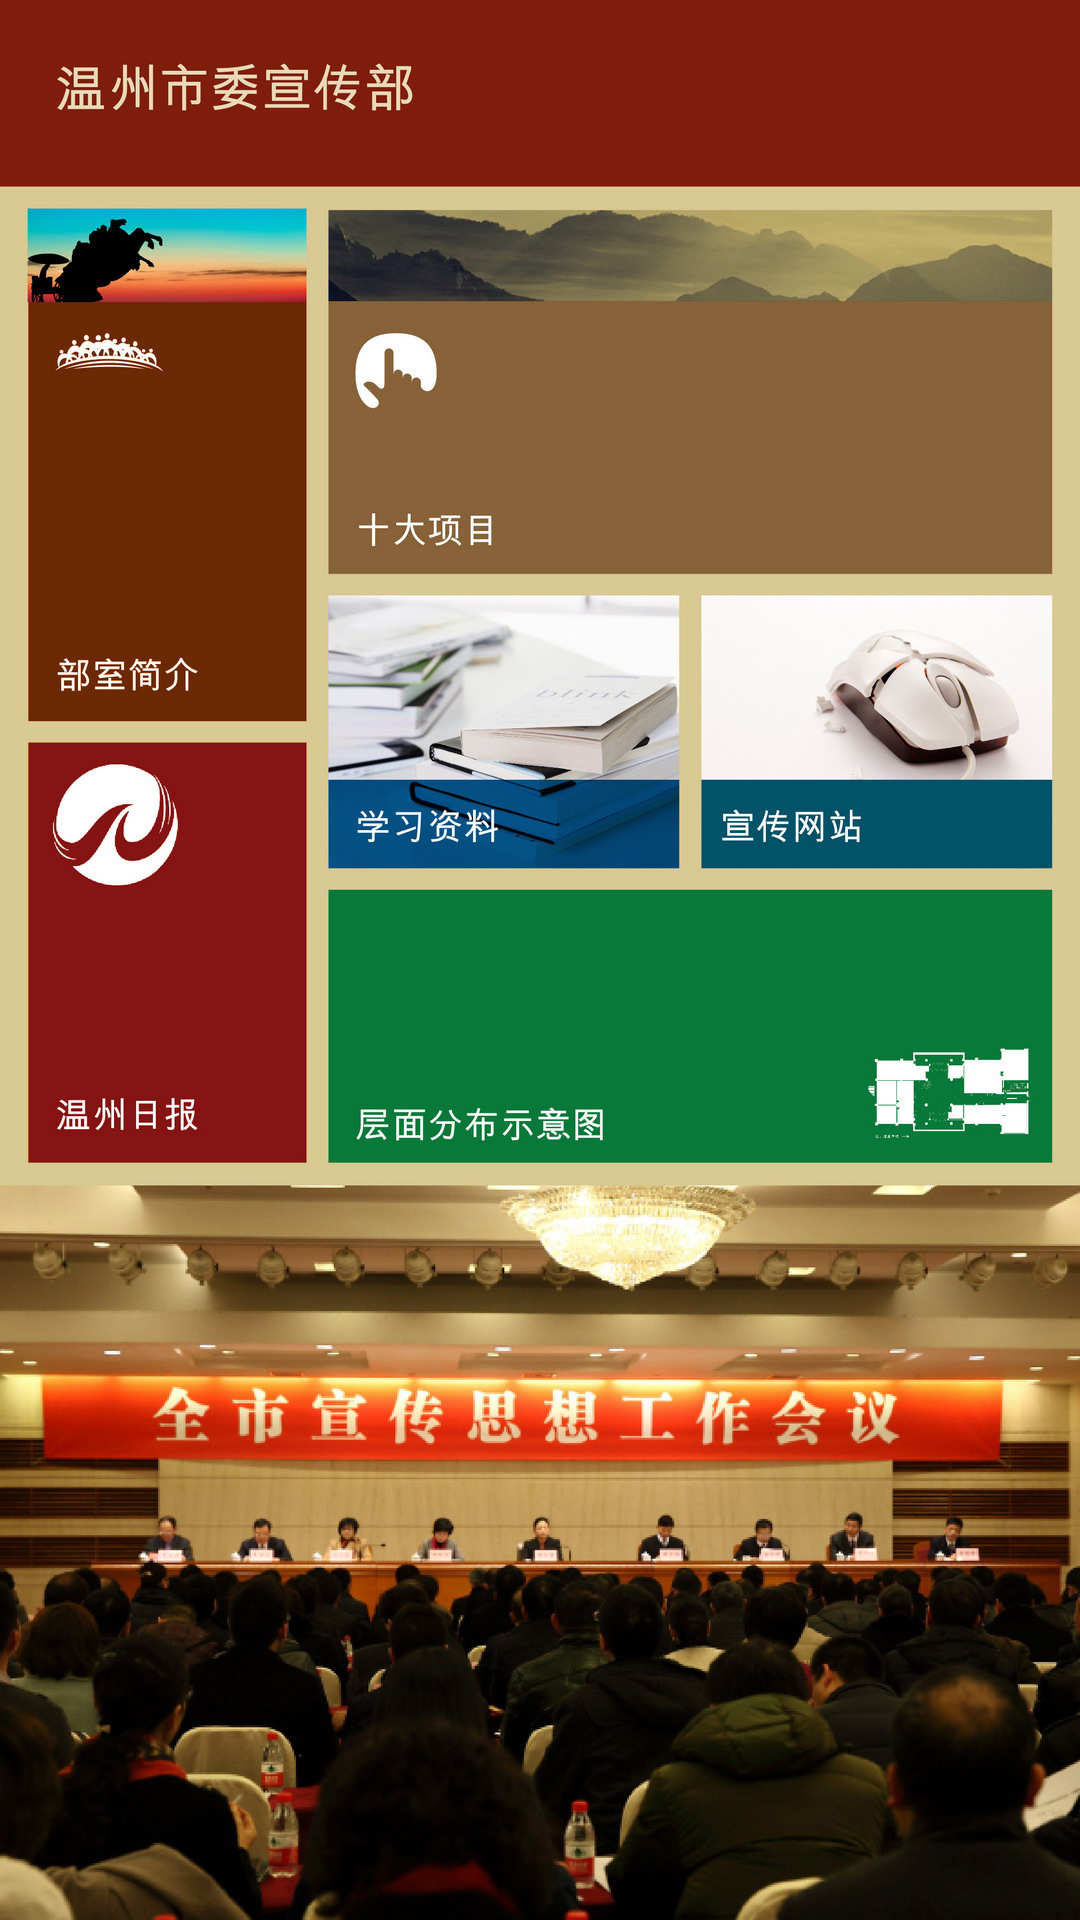 温州市委宣传部
十大项目
部室简介
blink
学习资料
宣传网站
温州日报
层面分布示意图
全市宣传思想工作会议